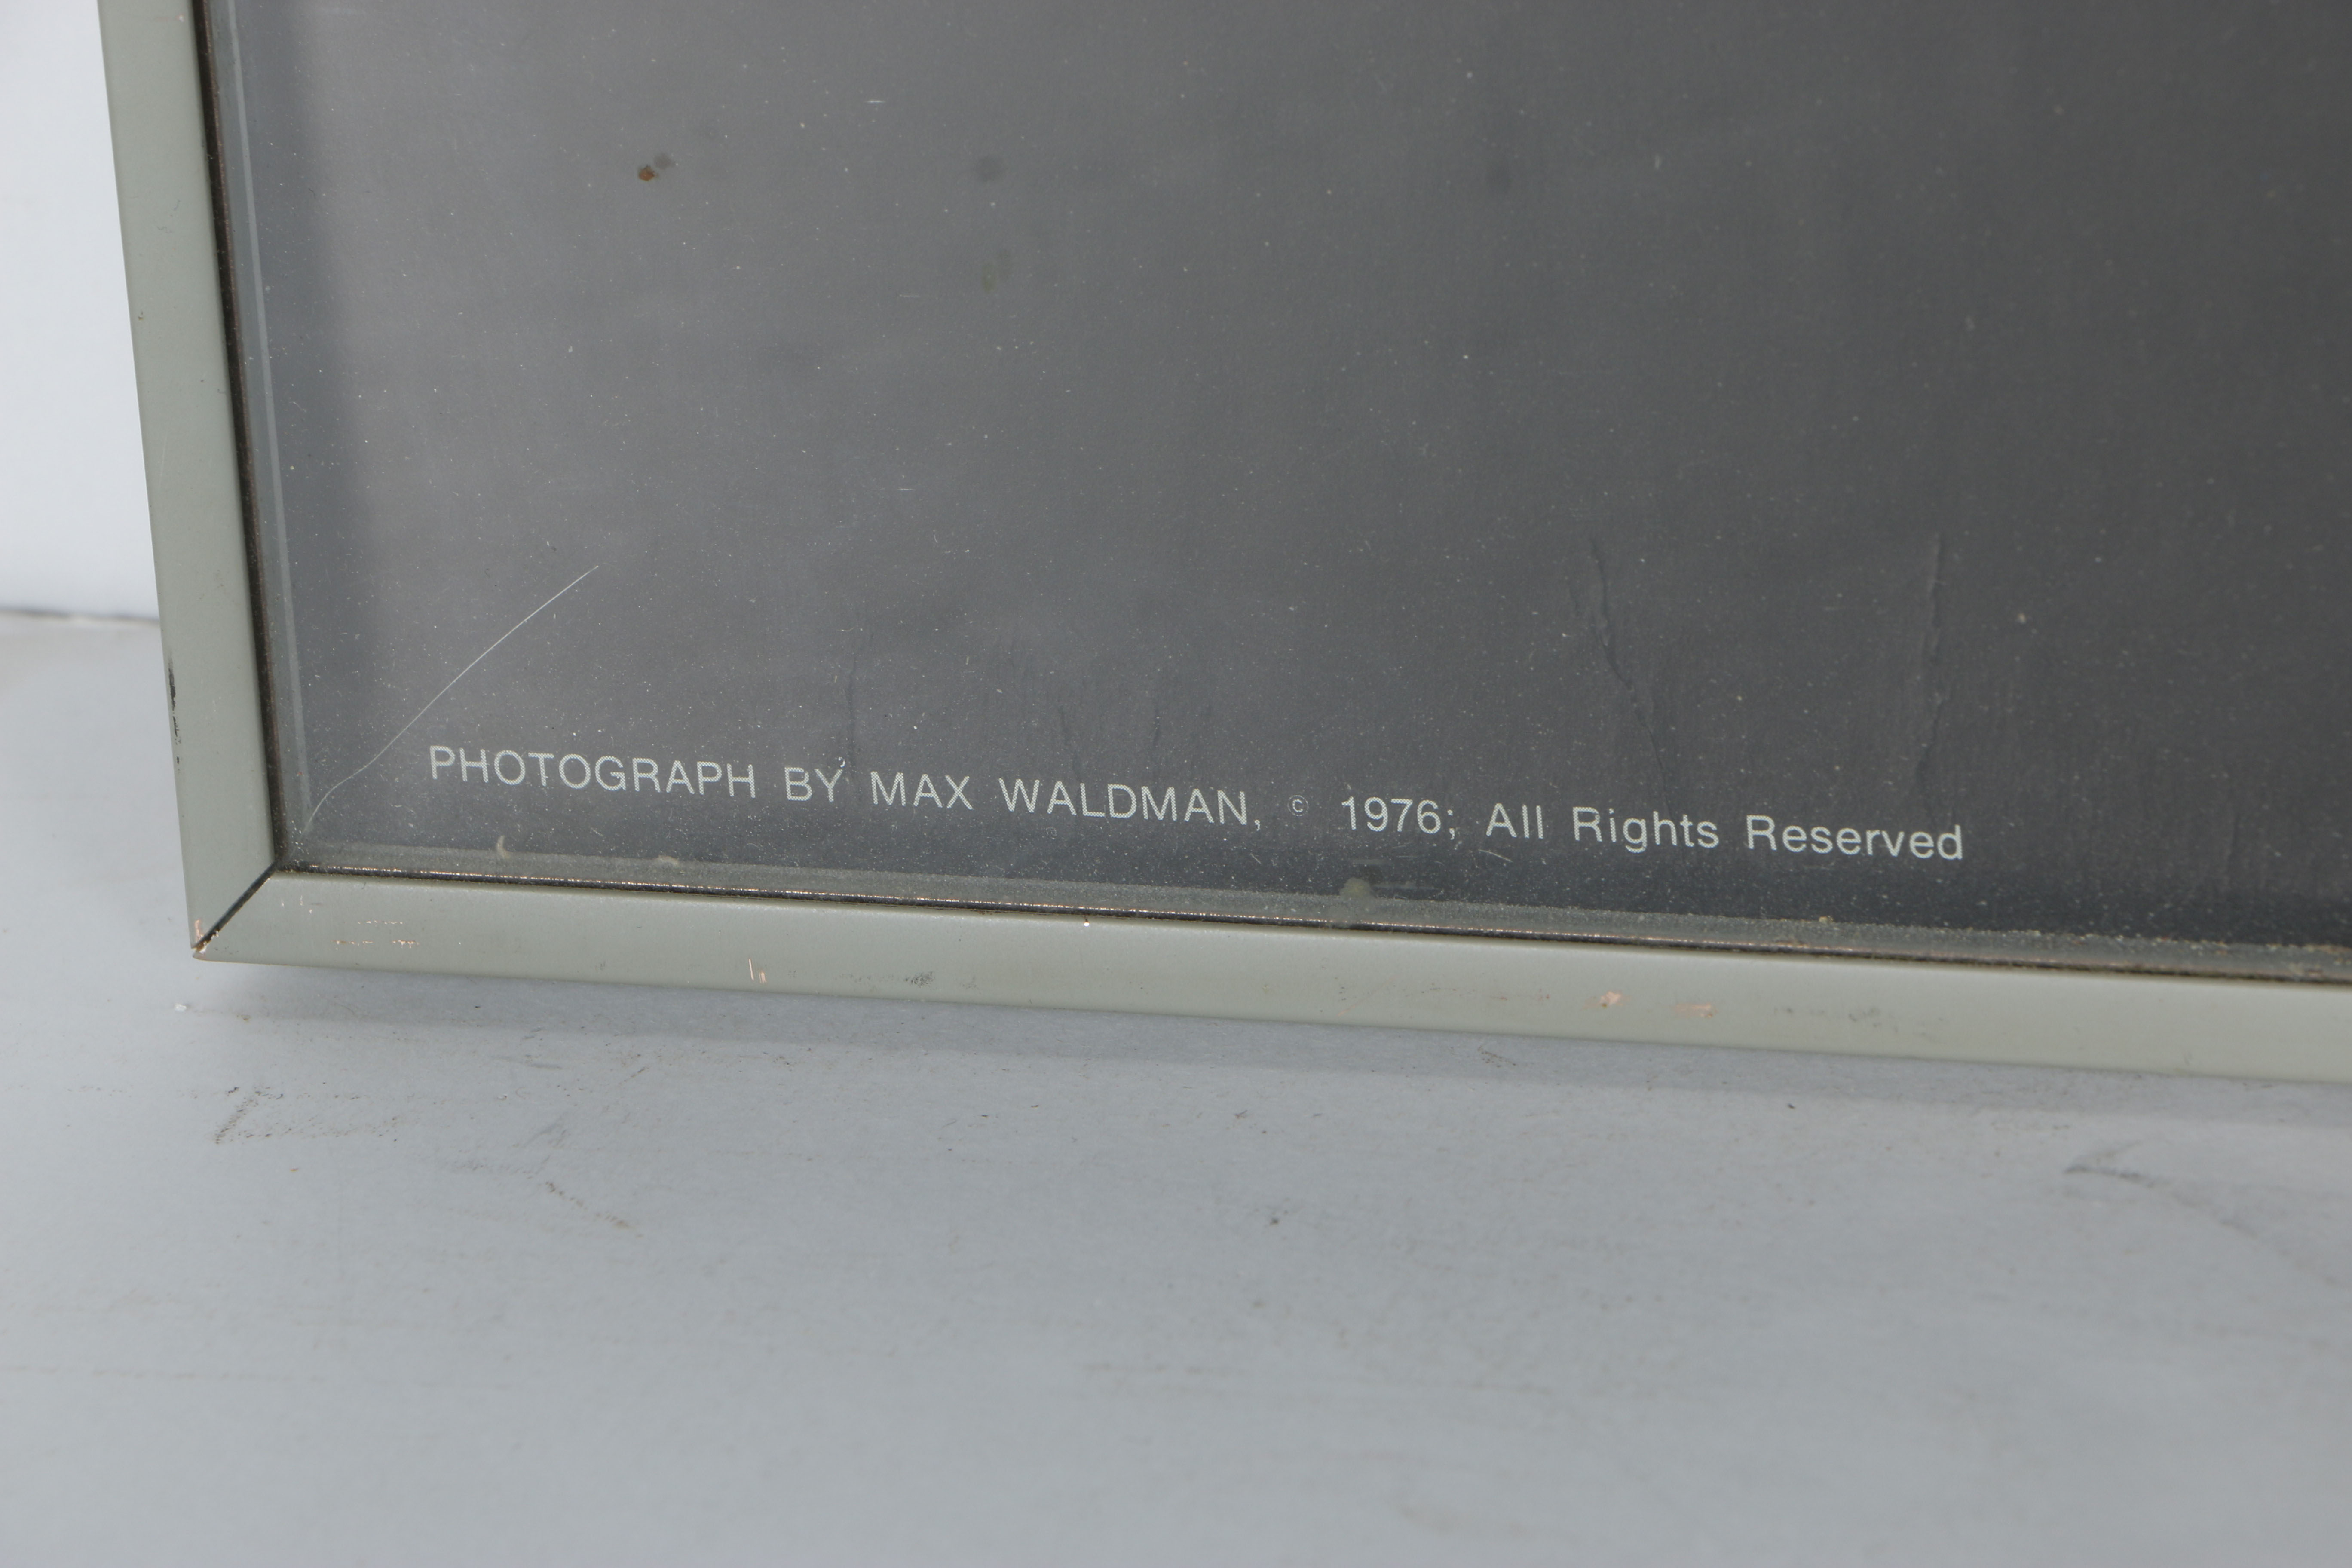 PHOTOGRAPH BY MAX WALDMAN, © 1976; All Rights Reserved